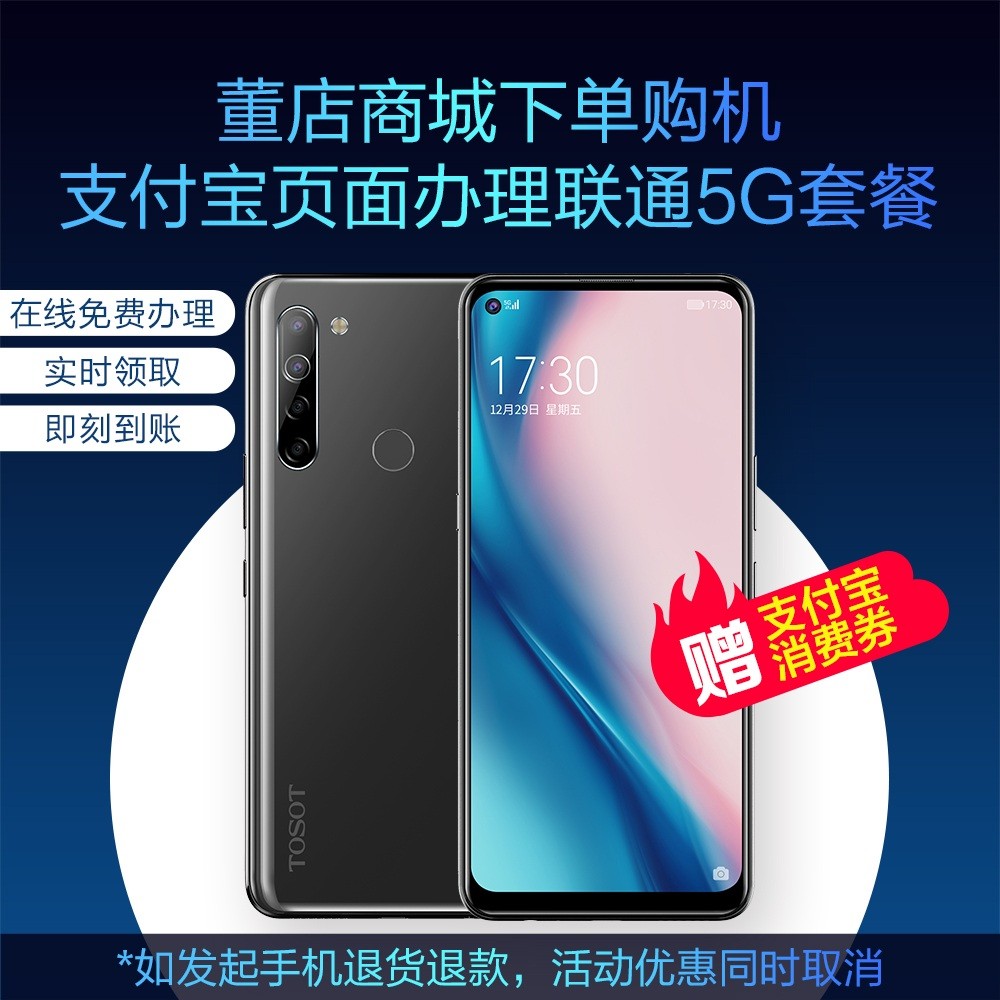 董店商城下单购机
支付宝页面办理联通5G套餐
在线免费办理
实时领取
即刻到账
5G
17:30
17:30
12月29日 星期五
赠
支付宝
消费券
TOSOT
*如发起手机退货退款，活动优惠同时取消